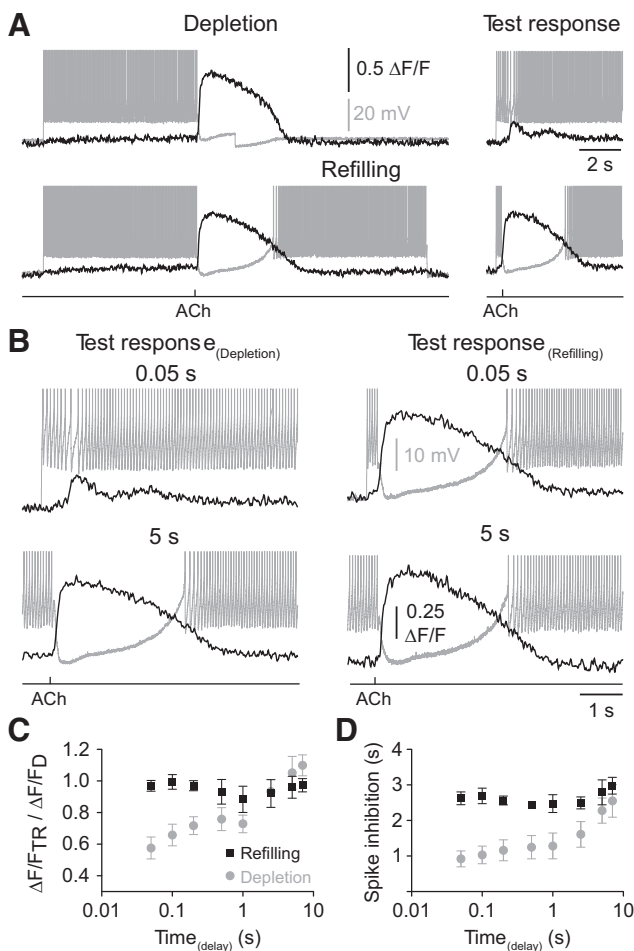 A
Depletion
Test response
0.5 ΔF/F
20 mV
2 s
Refilling
ACh
ACh
B
Test response(Depletion)
0.05 s
Test response(Refilling)
0.05 s
10 mV
5 s
5 s
0.25
ΔF/F
ACh
ACh
1 s
C
ΔF/FTR / ΔF/FD
1.2
1.0
0.8
0.6
0.4
Refilling
Depletion
0.01
0.1
1
10
Time(delay) (s)
D
Spike inhibition (s)
4
3
2
1
0.01
0.1
1
10
Time(delay) (s)